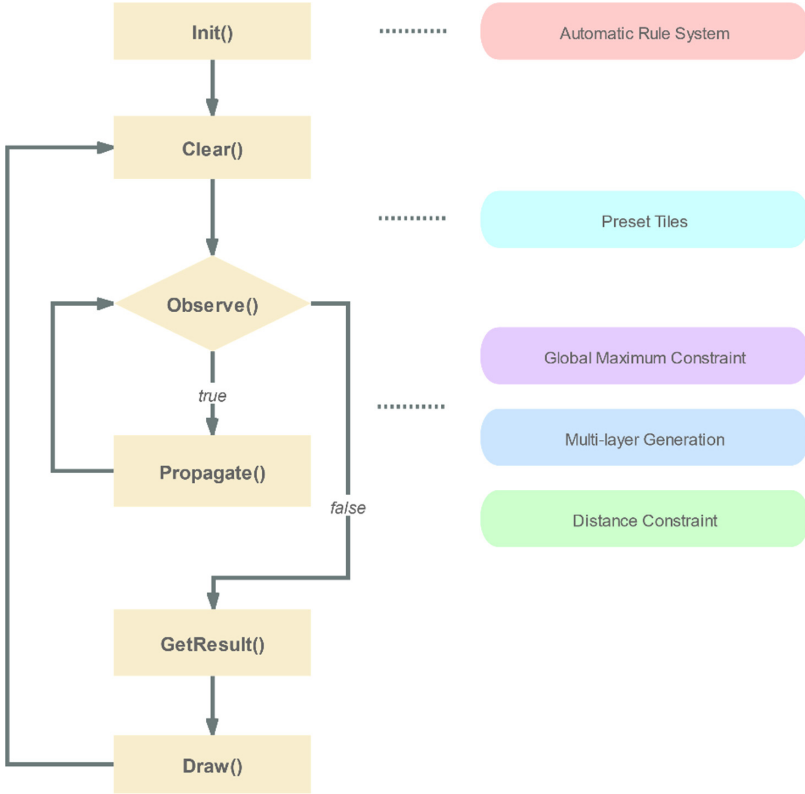 Init()
Automatic Rule System
Clear()
Preset Tiles
Observe()
Global Maximum Constraint
true
Multi-layer Generation
Propagate()
false
Distance Constraint
GetResult()
Draw()